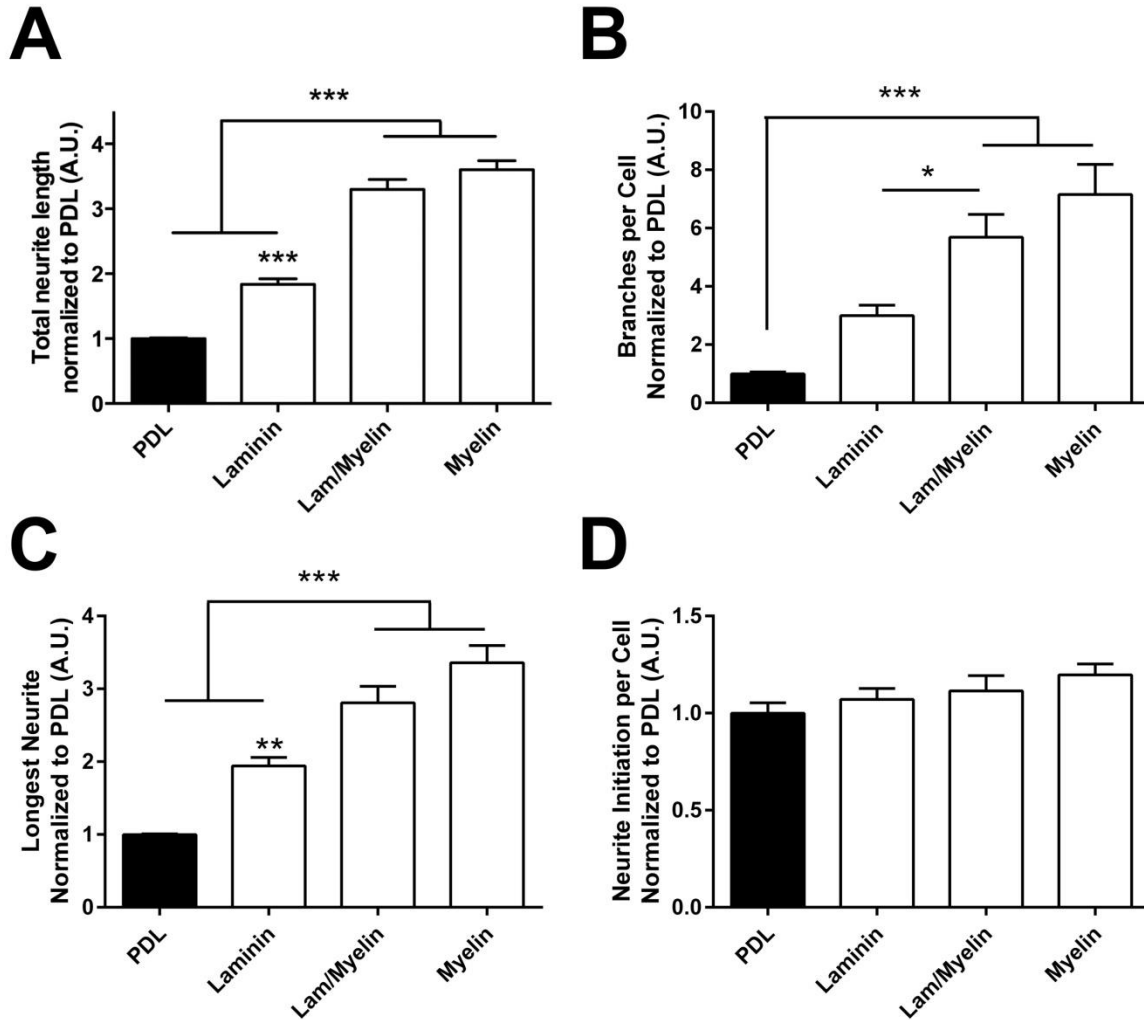 A
Total neurite length
normalized to PDL (A.U.)
4
3
2
1
0
***
***
PDL
Laminin
Lam/Myelin
Myelin
B
Branches per Cell
Normalized to PDL (A.U.)
10
8
6
4
2
0
***
*
PDL
Laminin
Lam/Myelin
Myelin
C
Longest Neurite
Normalized to PDL (A.U.)
4
3
2
1
0
***
**
PDL
Laminin
Lam/Myelin
Myelin
D
Neurite Initiation per Cell
Normalized to PDL (A.U.)
1.5
1.0
0.5
0.0
PDL
Laminin
Lam/Myelin
Myelin